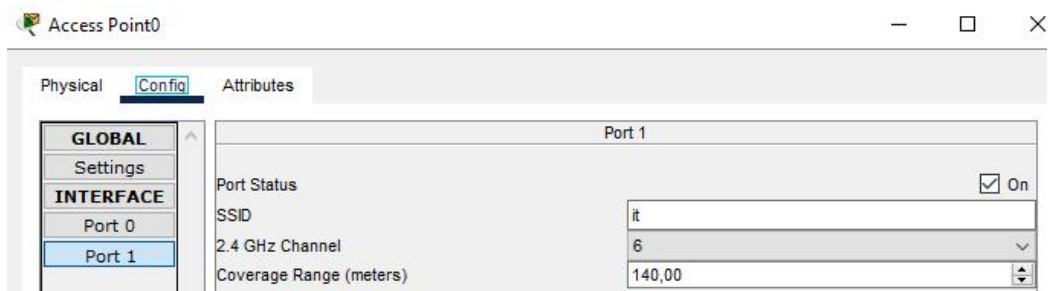 Access Point0
Physical Config Attributes
GLOBAL
Settings
INTERFACE
Port 0
Port 1
Port 1
Port Status On
SSID it
2.4 GHz Channel 6
Coverage Range (meters) 140,00